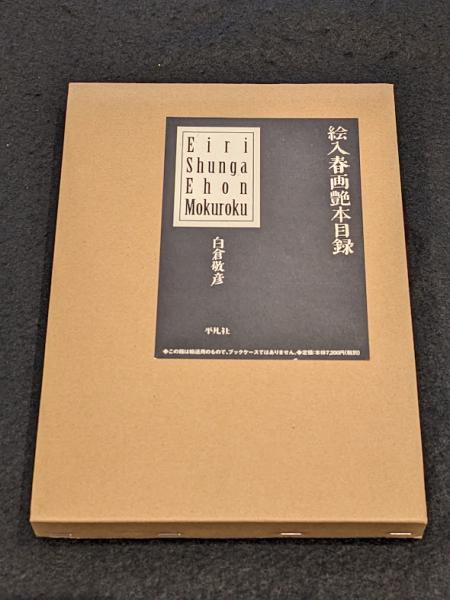 絵入春画艶本目録
Eiri
Shunga
Ehon
Mokuroku
白倉敬彦
平凡社
◆この函は輸送用のもので、ブックケースではありません。◆定価:本体7,200円(税別)